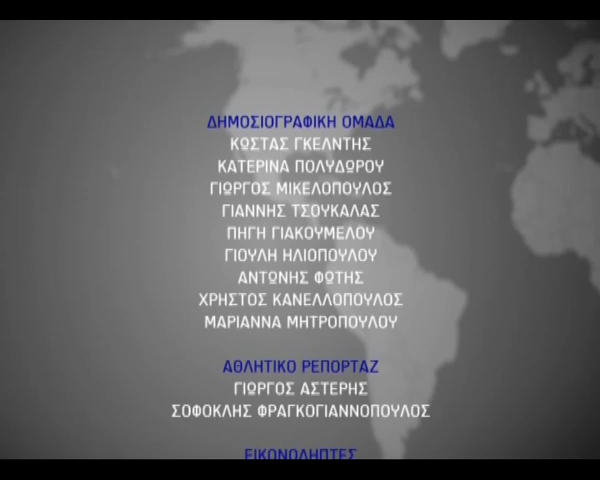 ΔΗΜΟΣΙΟΓΡΑΦΙΚΗ ΟΜΑΔΑ
ΚΩΣΤΑΣ ΓΚΕΛΝΤΗΣ
ΚΑΤΕΡΙΝΑ ΠΟΛΥΔΩΡΟΥ
ΓΙΩΡΓΟΣ ΜΙΚΕΛΟΠΟΥΛΟΣ
ΓΙΑΝΝΗΣ ΤΣΟΥΚΑΛΑΣ
ΠΗΓΗ ΓΙΑΚΟΥΜΕΛΟΥ
ΓΙΟΥΛΗ ΗΛΙΟΠΟΥΛΟΥ
ΑΝΤΩΝΗΣ ΦΩΤΗΣ
ΧΡΗΣΤΟΣ ΚΑΝΕΛΛΟΠΟΥΛΟΣ
ΜΑΡΙΑΝΝΑ ΜΗΤΡΟΠΟΥΛΟΥ
ΑΘΛΗΤΙΚΟ ΡΕΠΟΡΤΑΖ
ΓΙΩΡΓΟΣ ΑΣΤΕΡΗΣ
ΣΟΦΟΚΛΗΣ ΦΡΑΓΚΟΓΙΑΝΝΟΠΟΥΛΟΣ
ΕΙΚΟΝΟΛΗΠΤΕΣ